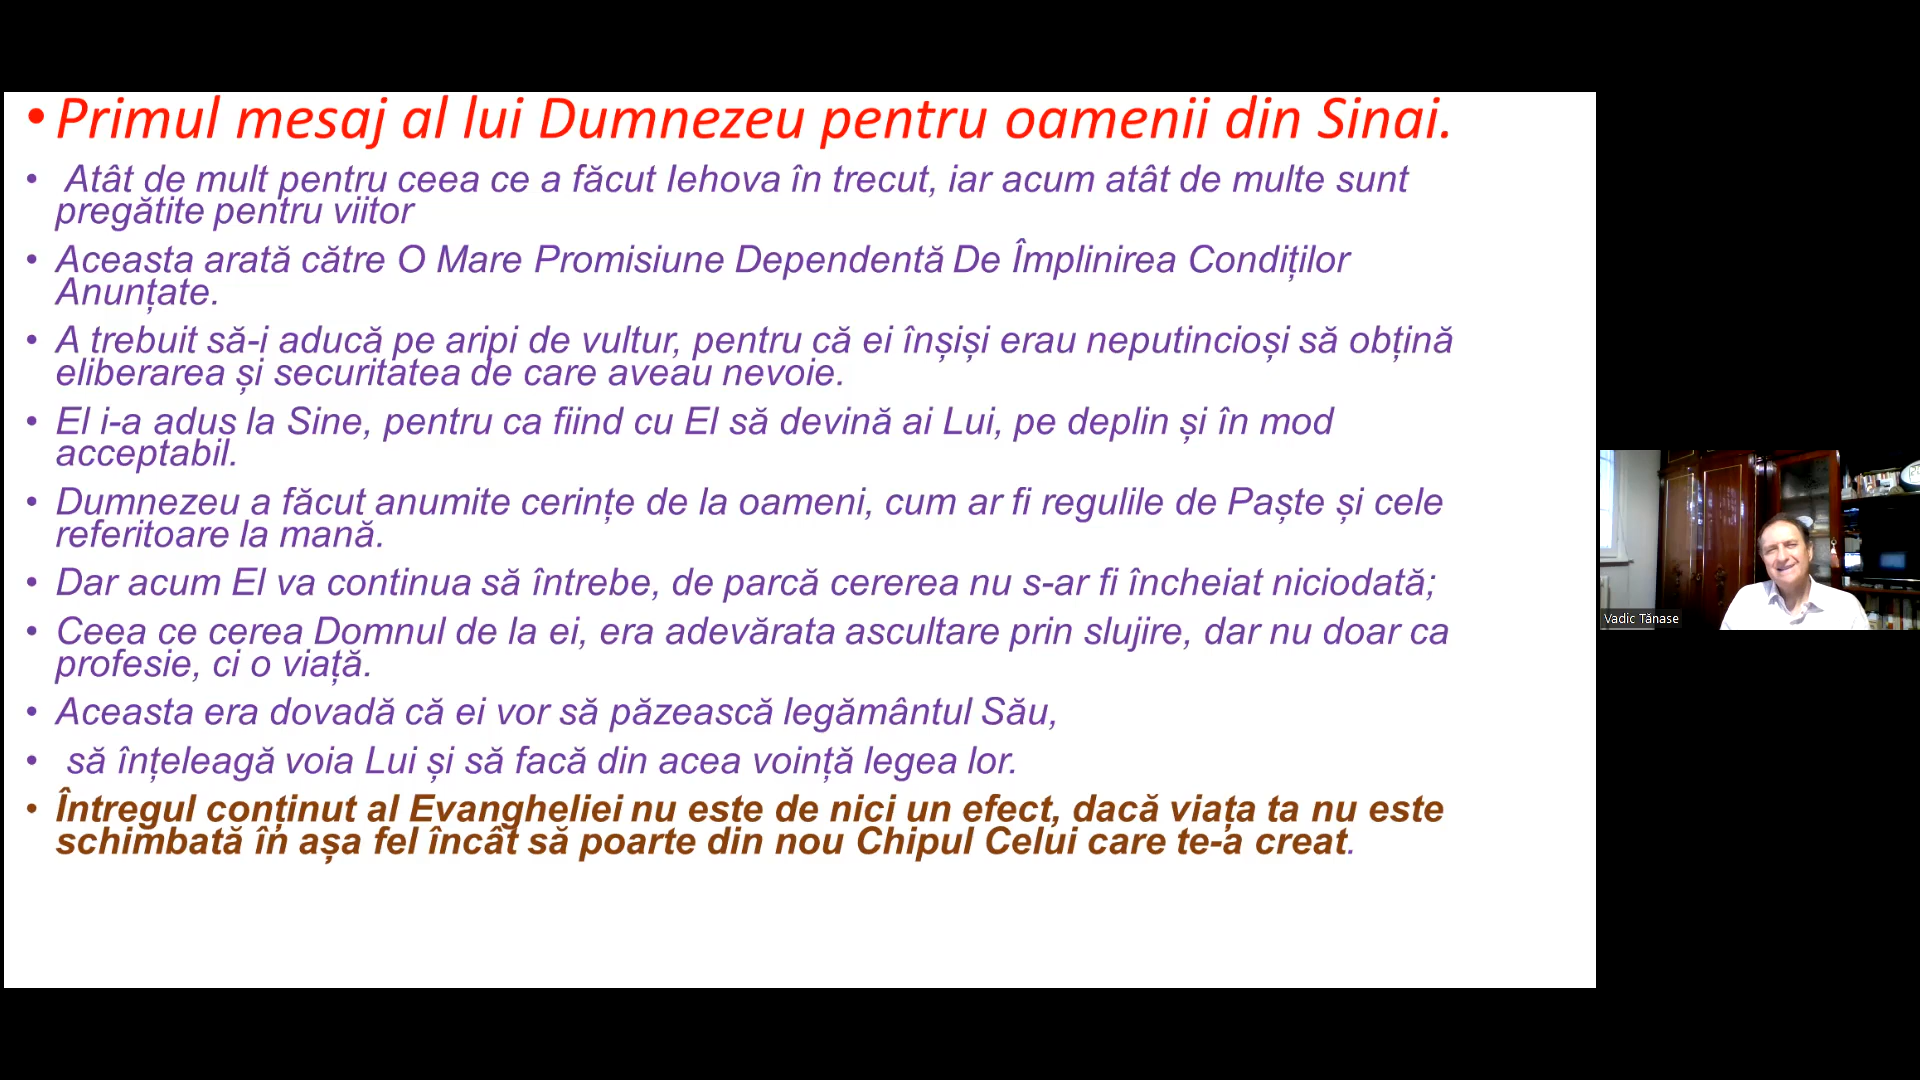 • Primul mesaj al lui Dumnezeu pentru oamenii din Sinai.
• Atât de mult pentru ceea ce a făcut Iehova în trecut, iar acum atât de multe sunt
pregătite pentru viitor
• Aceasta arată către O Mare Promisiune Dependentă De Împlinirea Condițiilor
Anunțate.
• A trebuit să-i aducă pe aripi de vultur, pentru că ei înșiși erau neputincioși să obțină
eliberarea și securitatea de care aveau nevoie.
• El i-a adus la Sine, pentru ca fiind cu El să devină ai Lui, pe deplin și în mod
acceptabil.
• Dumnezeu a făcut anumite cerințe de la oameni, cum ar fi regulile de Paște și cele
referitoare la mană.
• Dar acum El va continua să întrebe, de parcă cererea nu s-ar fi încheiat niciodată;
• Ceea ce cerea Domnul de la ei, era adevărata ascultare prin slujire, dar nu doar ca
profesie, ci o viață.
• Aceasta era dovadă că ei vor să păzească legământul Său,
• să înțeleagă voia Lui și să facă din acea voință legea lor.
• Întregul conținut al Evangheliei nu este de nici un efect, dacă viața ta nu este
schimbată în așa fel încât să poarte din nou Chipul Celui care te-a creat.
Vadic Tănase